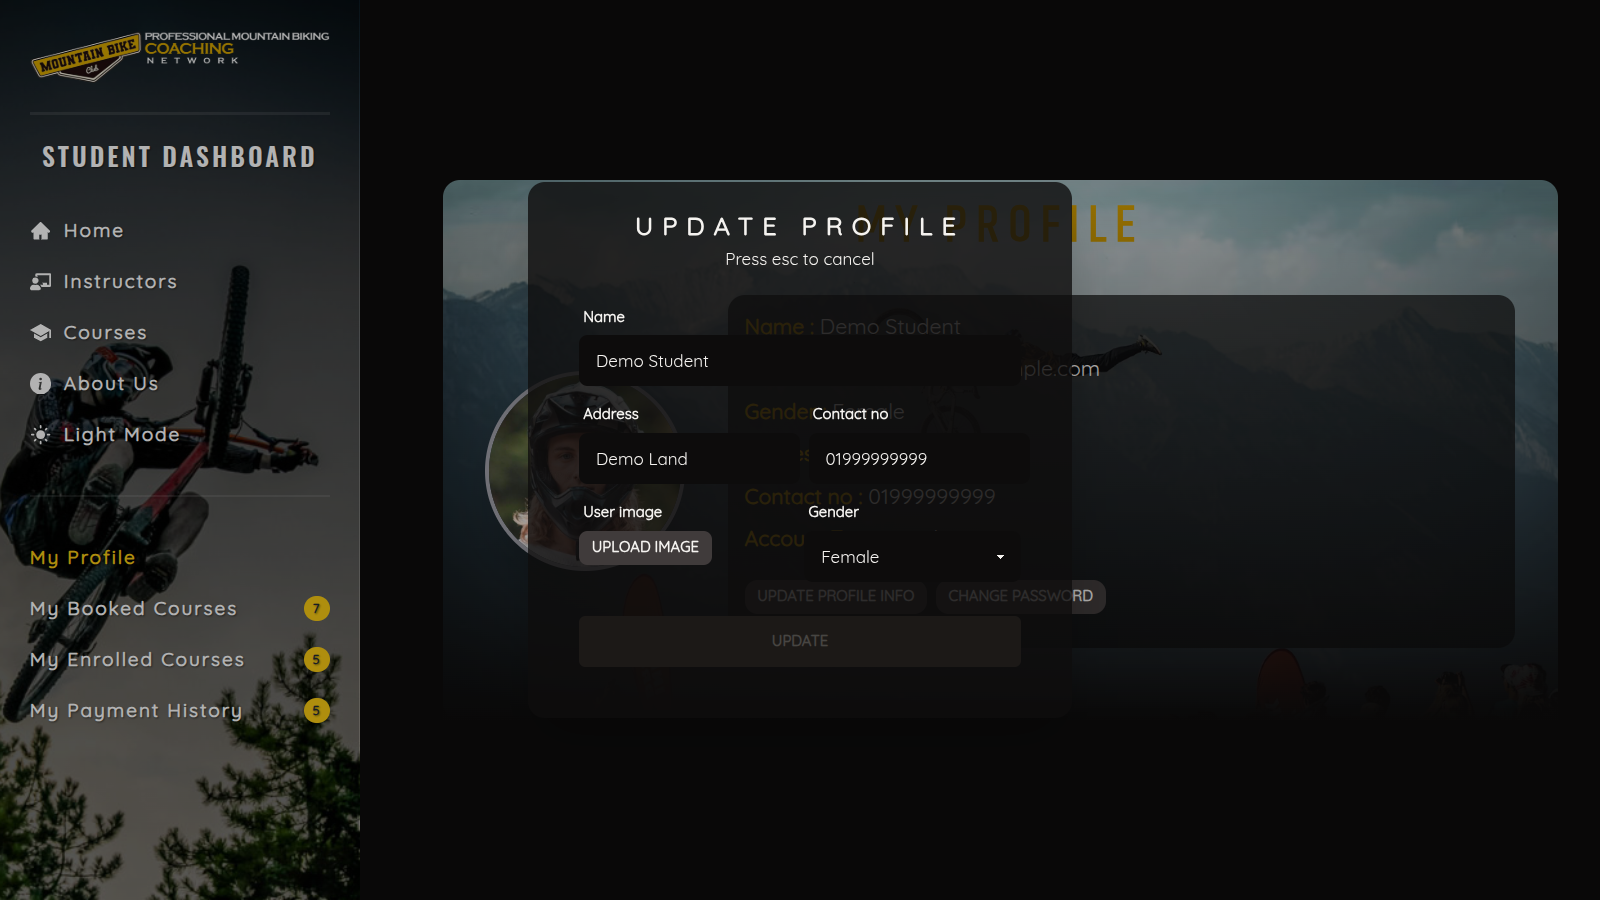 MOUNTAIN BIKE
Club
PROFESSIONAL MOUNTAIN BIKING
COACHING
NETWORK
STUDENT DASHBOARD
Home
Instructors
Courses
About Us
Light Mode
My Profile
My Booked Courses 7
My Enrolled Courses 5
My Payment History 5
MY PROFILE
Name : Demo Student
ple.com
Gender
Contact no : 01999999999
Accou
UPDATE PROFILE INFO CHANGE PASSWORD
UPDATE PROFILE
Press esc to cancel
Name
Demo Student
Address Contact no
Demo Land 01999999999
User image Gender
UPLOAD IMAGE Female
UPDATE